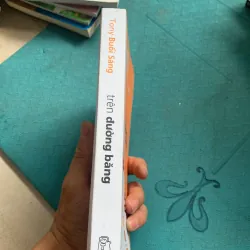 Tony Buổi Sáng
trên đường băng